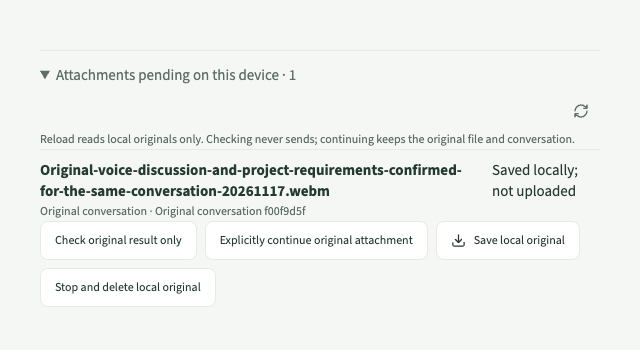 ▼ Attachments pending on this device · 1
Reload reads local originals only. Checking never sends; continuing keeps the original file and conversation.
Original-voice-discussion-and-project-requirements-confirmed-
for-the-same-conversation-20261117.webm
Saved locally;
not uploaded
Original conversation · Original conversation f00f9d5f
Check original result only
Explicitly continue original attachment
Save local original
Stop and delete local original